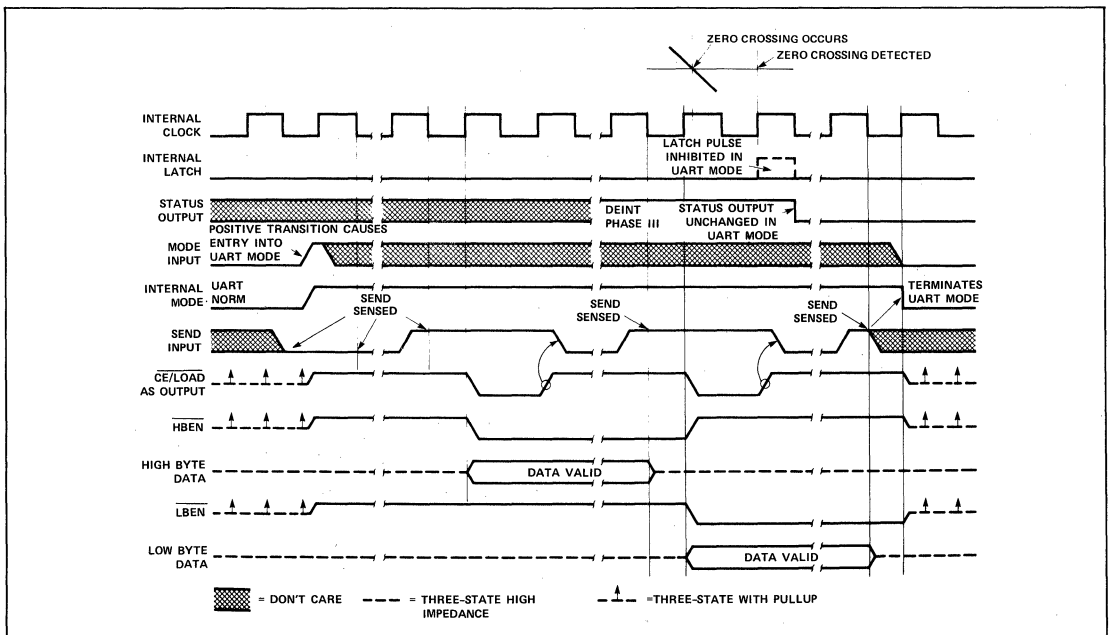 ZERO CROSSING OCCURS
ZERO CROSSING DETECTED
INTERNAL
CLOCK
LATCH PULSE
INHIBITED IN
UART MODE
INTERNAL
LATCH
STATUS
OUTPUT
DEINT
PHASE III
STATUS OUTPUT
UNCHANGED IN
UART MODE
POSITIVE TRANSITION CAUSES
ENTRY INTO
UART MODE
MODE
INPUT
INTERNAL
MODE
UART
NORM
TERMINATES
UART MODE
SEND
SENSED
SEND
SENSED
SEND
SENSED
SEND
INPUT
CE/LOAD
AS OUTPUT
HBEN
HIGH BYTE
DATA
DATA VALID
LBEN
LOW BYTE
DATA
DATA VALID
= DON'T CARE
= THREE-STATE HIGH
IMPEDANCE
=THREE-STATE WITH PULLUP